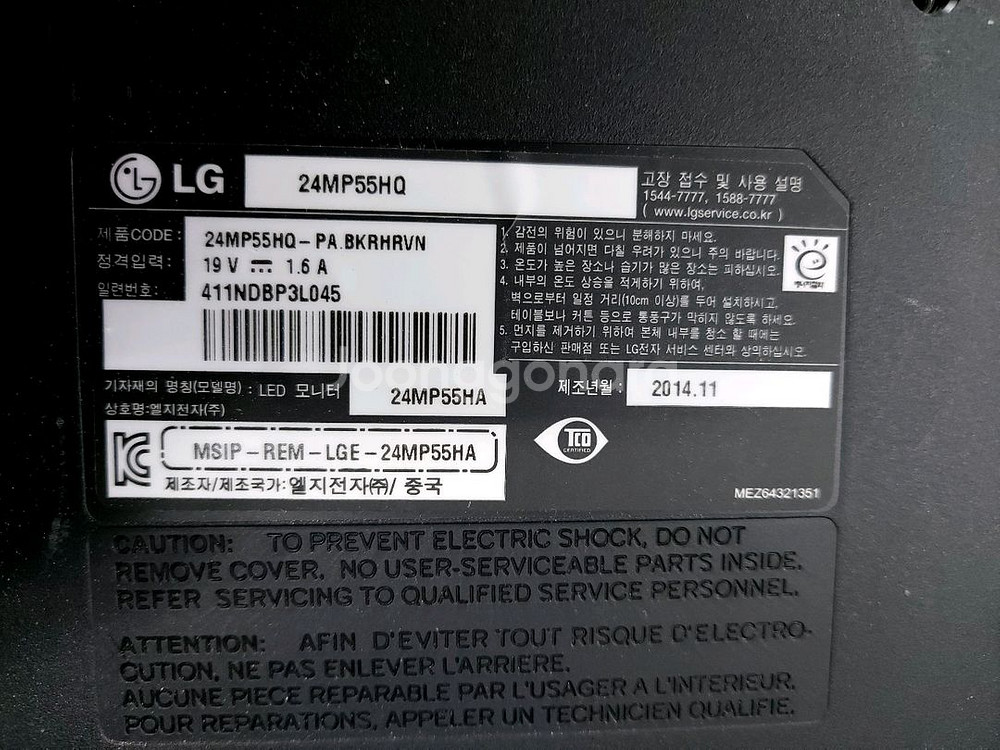 LG 24MP55HQ
고장 접수 및 사용 설명
1544-7777, 1588-7777
( www.lgservice.co.kr )
제품CODE : 24MP55HQ-PA.BKRHRVN
정격입력 : 19 V 1.6 A
일련번호: 411NDBP3L045
1. 감전의 위험이 있으니 분해하지 마세요.
2. 제품이 넘어지면 다칠 우려가 있으니 주의 바랍니다.
3. 온도가 높은 장소나 습기가 많은 장소는 피하십시오.
4. 내부의 온도 상승을 적게하기 위하여,
벽으로부터 일정 거리(10cm 이상)를 두어 설치하시고,
테이블보나 커튼 등으로 통풍구가 막히지 않도록 하세요.
5. 먼지를 제거하기 위하여 본체 내부를 청소 할 때에는
구입하신 판매점 또는 LG전자 서비스 센터와 상의하십시오.
에너지절약
Joonggonara
기자재의 명칭(모델명) : LED 모니터 24MP55HA
상호명:엘지전자(주)
제조년월 : 2014.11
MSIP-REM-LGE-24MP55HA
제조자/제조국가:엘지전자㈜/ 중국
TCO
CERTIFIED
MEZ64321351
CAUTION: TO PREVENT ELECTRIC SHOCK, DO NOT
REMOVE COVER. NO USER-SERVICEABLE PARTS INSIDE.
REFER SERVICING TO QUALIFIED SERVICE PERSONNEL.
ATTENTION: AFIN D'EVITER TOUT RISQUE D'ELECTRO-
CUTION, NE PAS ENLEVER L'ARRIERE.
AUCUNE PIECE REPARABLE PAR L'USAGER A L'INTERIEUR.
POUR REPARATIONS, APPELER UN TECHNICIEN QUALIFIE.